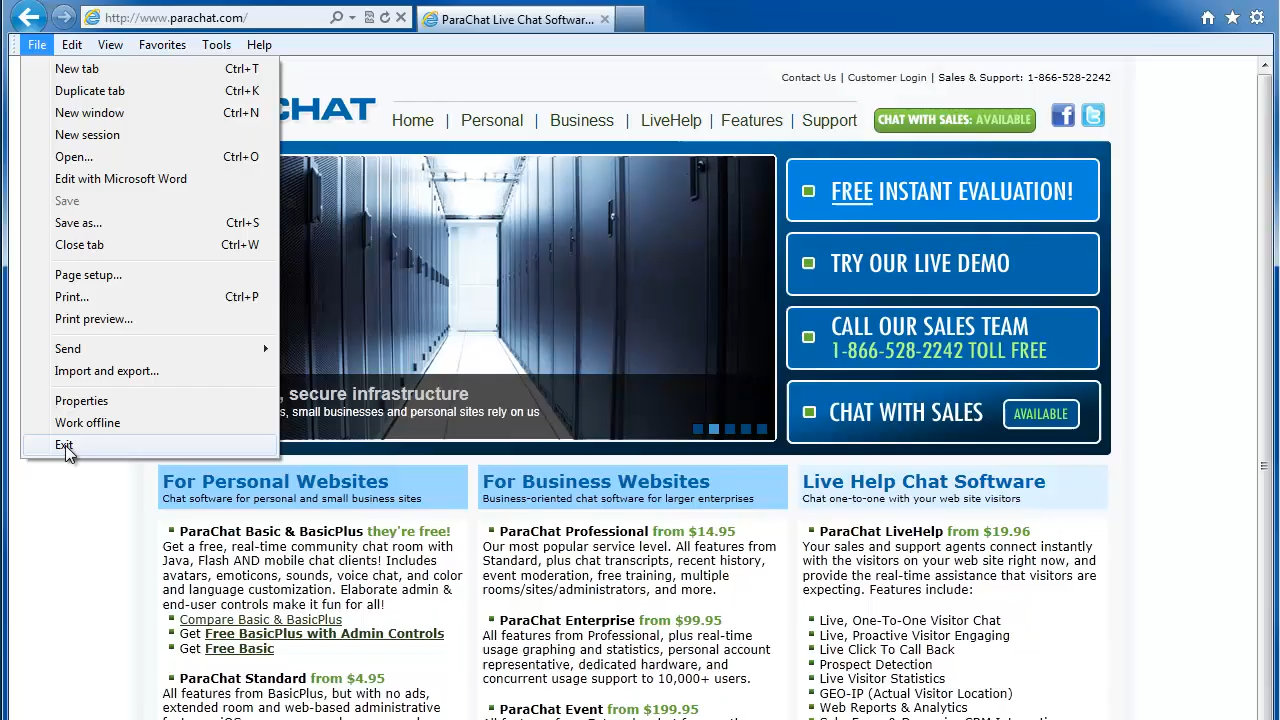 http://www.parachat.com/
ParaChat Live Chat Softwar...
File Edit View Favorites Tools Help
New tab Ctrl+T
Duplicate tab Ctrl+K
New window Ctrl+N
New session
Open... Ctrl+O
Edit with Microsoft Word
Save
Save as... Ctrl+S
Close tab Ctrl+W
Page setup...
Print... Ctrl+P
Print preview...
Send
Import and export...
Properties
Work offline
Exit
Contact Us | Customer Login | Sales & Support: 1-866-528-2242
CHAT
Home | Personal | Business | LiveHelp | Features | Support
CHAT WITH SALES: AVAILABLE
FREE INSTANT EVALUATION!
TRY OUR LIVE DEMO
CALL OUR SALES TEAM
1-866-528-2242 TOLL FREE
CHAT WITH SALES AVAILABLE
, secure infrastructure
s, small businesses and personal sites rely on us
For Personal Websites
Chat software for personal and small business sites
ParaChat Basic & BasicPlus they're free!
Get a free, real-time community chat room with
Java, Flash AND mobile chat clients! Includes
avatars, emoticons, sounds, voice chat, and color
and language customization. Elaborate admin &
end-user controls make it fun for all!
Compare Basic & BasicPlus
Get Free BasicPlus with Admin Controls
Get Free Basic
ParaChat Standard from $4.95
All features from BasicPlus, but with no ads,
extended room and web-based administrative
For Business Websites
Business-oriented chat software for larger enterprises
ParaChat Professional from $14.95
Our most popular service level. All features from
Standard, plus chat transcripts, recent history,
event moderation, free training, multiple
rooms/sites/administrators, and more.
ParaChat Enterprise from $99.95
All features from Professional, plus real-time
usage graphing and statistics, personal account
representative, dedicated hardware, and
concurrent usage support to 10,000+ users.
ParaChat Event from $199.95
Live Help Chat Software
Chat one-to-one with your web site visitors
ParaChat LiveHelp from $19.96
Your sales and support agents connect instantly
with the visitors on your web site right now, and
provide the real-time assistance that visitors are
expecting. Features include:
Live, One-To-One Visitor Chat
Live, Proactive Visitor Engaging
Live Click To Call Back
Prospect Detection
Live Visitor Statistics
GEO-IP (Actual Visitor Location)
Web Reports & Analytics